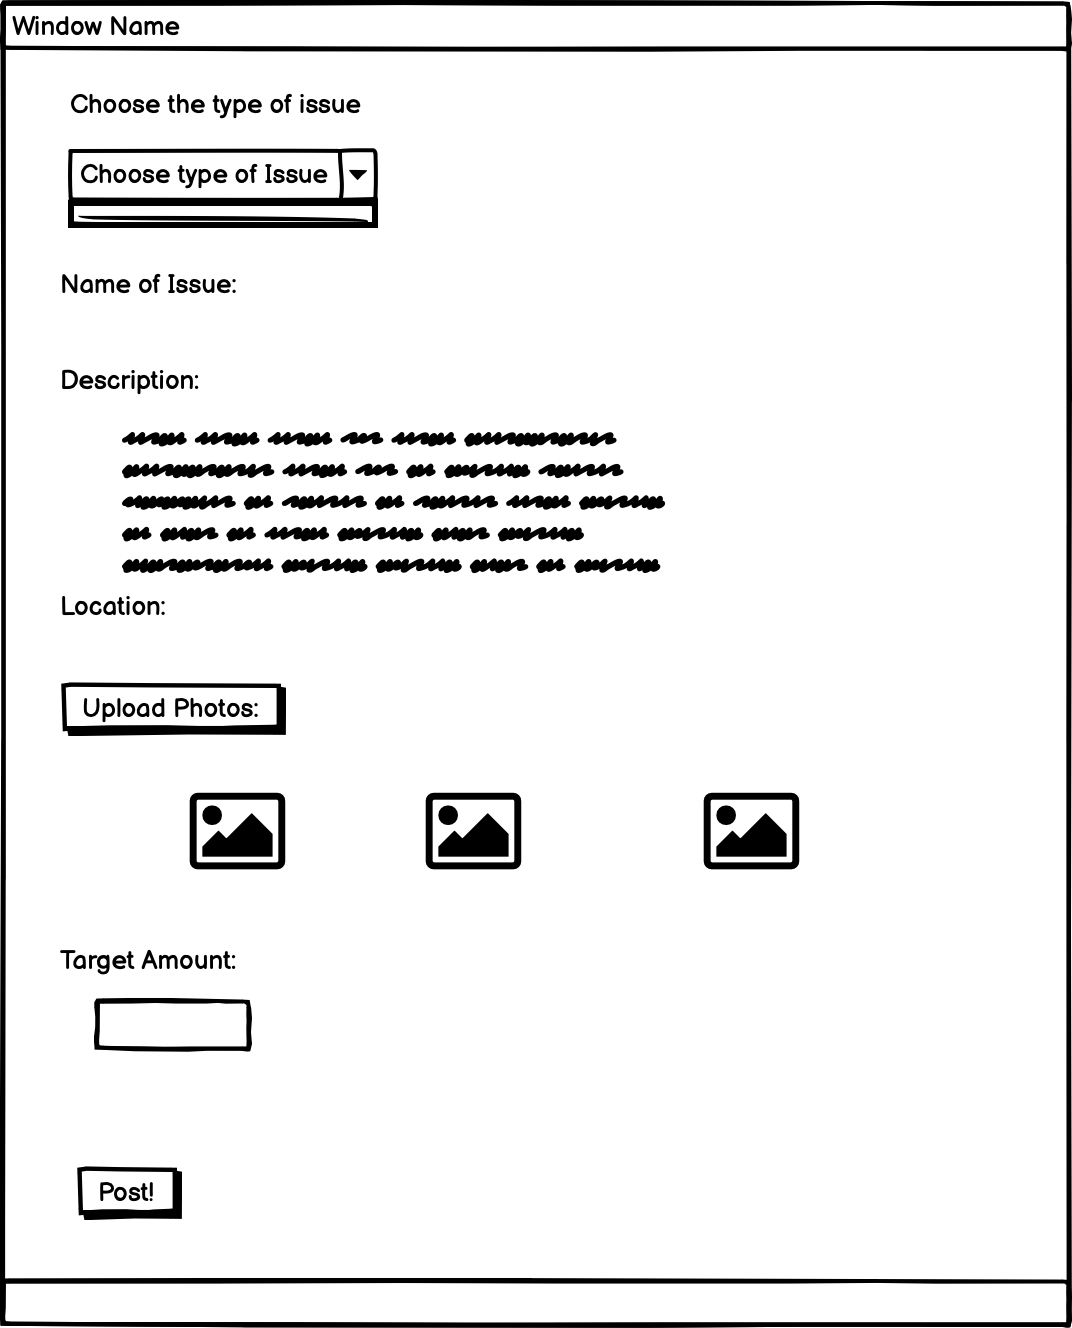 Window Name
Choose the type of issue
Choose type of Issue
Name of Issue:
Description:
Location:
Upload Photos:
Target Amount:
Post!